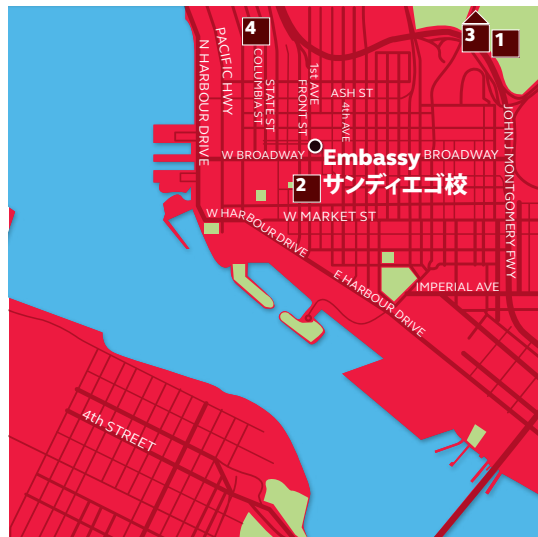 4
3
1
N HARBOUR DRIVE
PACIFIC HWY
COLUMBIA ST
STATE ST
FRONT ST
1st AVE
4th AVE
ASH ST
W BROADWAY
BROADWAY
Embassy
サンディエゴ校
2
W MARKET ST
W HARBOUR DRIVE
E HARBOUR DRIVE
IMPERIAL AVE
JOHN J MONTGOMERY FWY
4th STREET